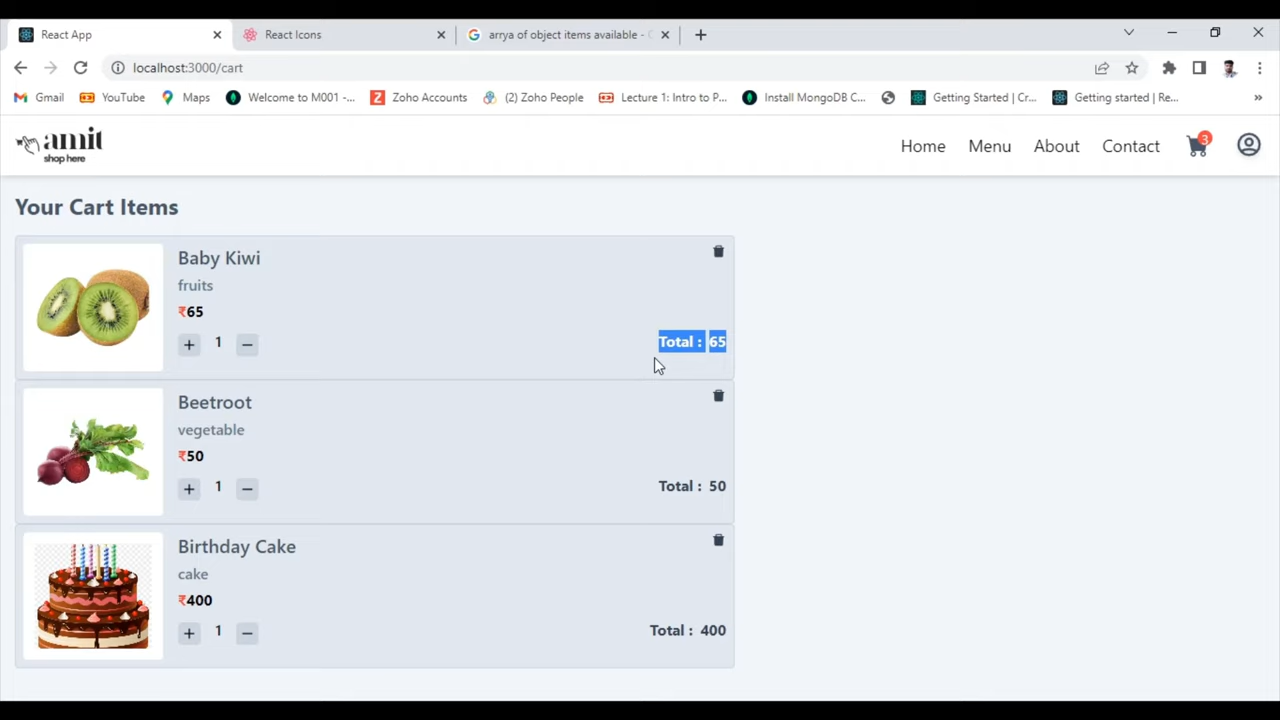 React App
React Icons
arrya of object items available - G
localhost:3000/cart
Gmail
YouTube
Maps
Welcome to M001 -...
Zoho Accounts
(2) Zoho People
Lecture 1: Intro to P...
Install MongoDB C...
Getting Started | Cr...
Getting started | Re...
»
amit
shop here
Home
Menu
About
Contact
3
Your Cart Items
Baby Kiwi
fruits
₹65
+ 1 −
Total : 65
Beetroot
vegetable
₹50
+ 1 −
Total : 50
Birthday Cake
cake
₹400
+ 1 −
Total : 400